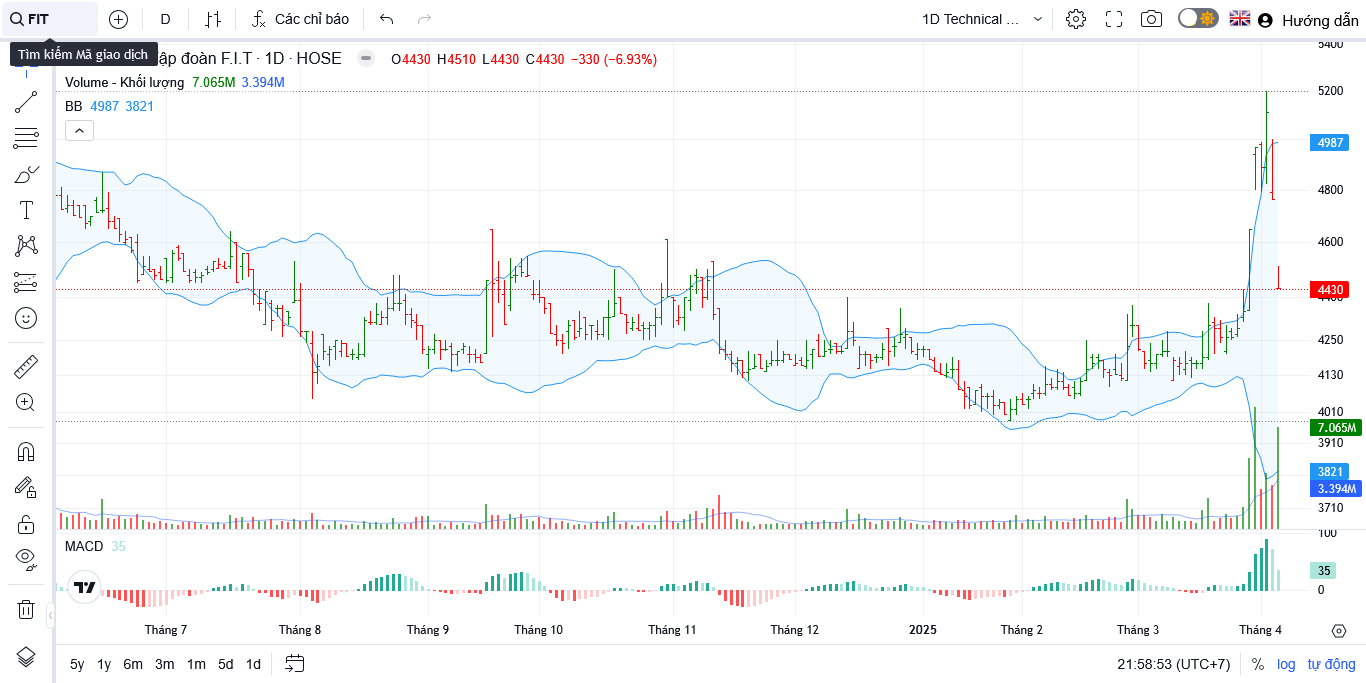 FIT
D
Các chỉ báo
1D Technical ...
Hướng dẫn
Tìm kiếm Mã giao dịch
ập đoàn F.I.T · 1D · HOSE
O4430 H4510 L4430 C4430 −330 (−6.93%)
Volume - Khối lượng 7.065M 3.394M
BB 4987 3821
5400
5200
4987
4800
4600
4430
4400
4250
4130
4010
7.065M
3910
3821
3.394M
3710
MACD 35
100
35
0
Tháng 7 Tháng 8 Tháng 9 Tháng 10 Tháng 11 Tháng 12 2025 Tháng 2 Tháng 3 Tháng 4
5y 1y 6m 3m 1m 5d 1d
21:58:53 (UTC+7) % log tự động